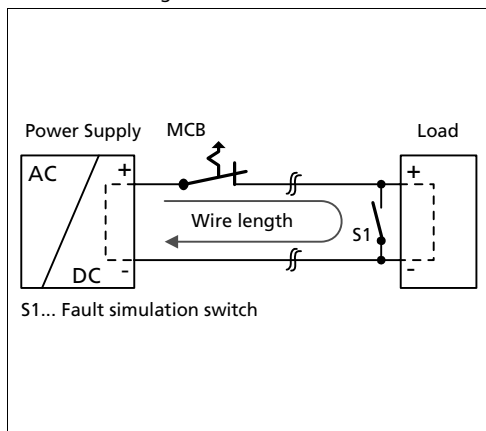 Power Supply
MCB
Load
AC
+
+
Wire length
S1
-
-
DC
S1... Fault simulation switch